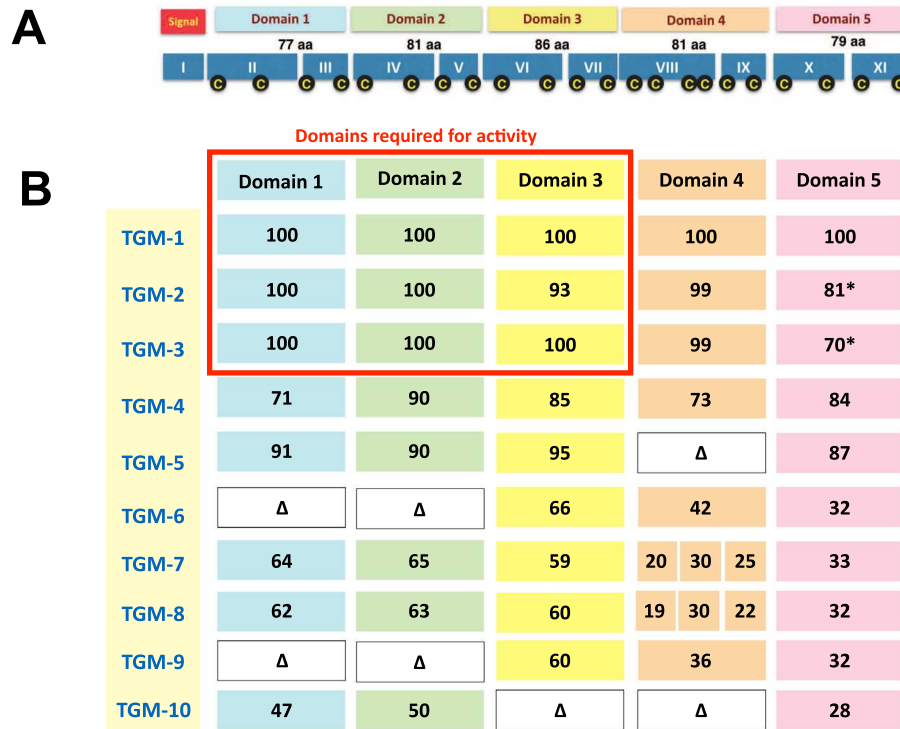 A
Signal Domain 1 Domain 2 Domain 3 Domain 4 Domain 5
77 aa 81 aa 86 aa 81 aa 79 aa
I II III IV V VI VII VIII IX X XI
C C C C C C C C C C C C C C C C C C C C C C
Domains required for activity
B
Domain 1 Domain 2 Domain 3 Domain 4 Domain 5
TGM-1 100 100 100 100 100
TGM-2 100 100 93 99 81*
TGM-3 100 100 100 99 70*
TGM-4 71 90 85 73 84
TGM-5 91 90 95 Δ 87
TGM-6 Δ Δ 66 42 32
TGM-7 64 65 59 20 30 25 33
TGM-8 62 63 60 19 30 22 32
TGM-9 Δ Δ 60 36 32
TGM-10 47 50 Δ Δ 28